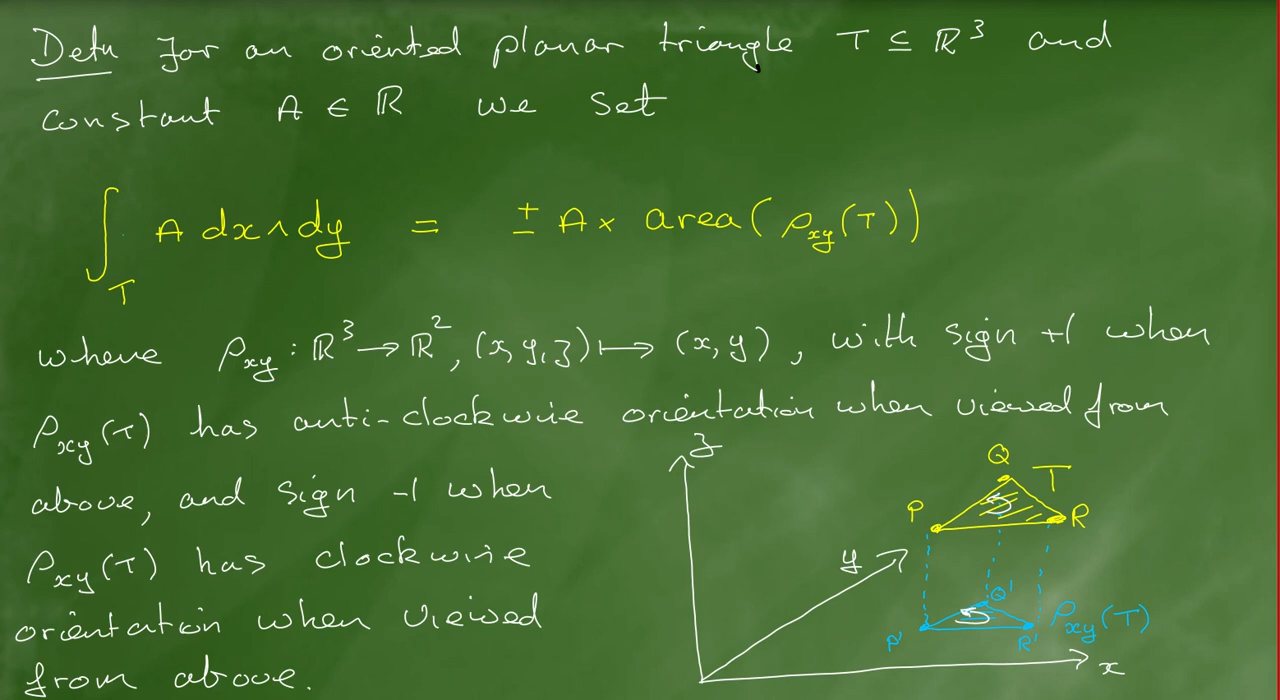 Defn For an oriented planar triangle T ⊆ ℝ³ and
constant A ∈ ℝ we set
∫_T A dx∧dy = ± A × area(ρ_xy(T))
where ρ_xy : ℝ³ → ℝ², (x,y,z) ↦ (x,y), with sign +1 when
ρ_xy(T) has anti-clockwise orientation when viewed from
above, and sign -1 when
ρ_xy(T) has clockwise
orientation when viewed
from above.
z
Q T
P R
y
Q'
P' R' ρ_xy(T)
x